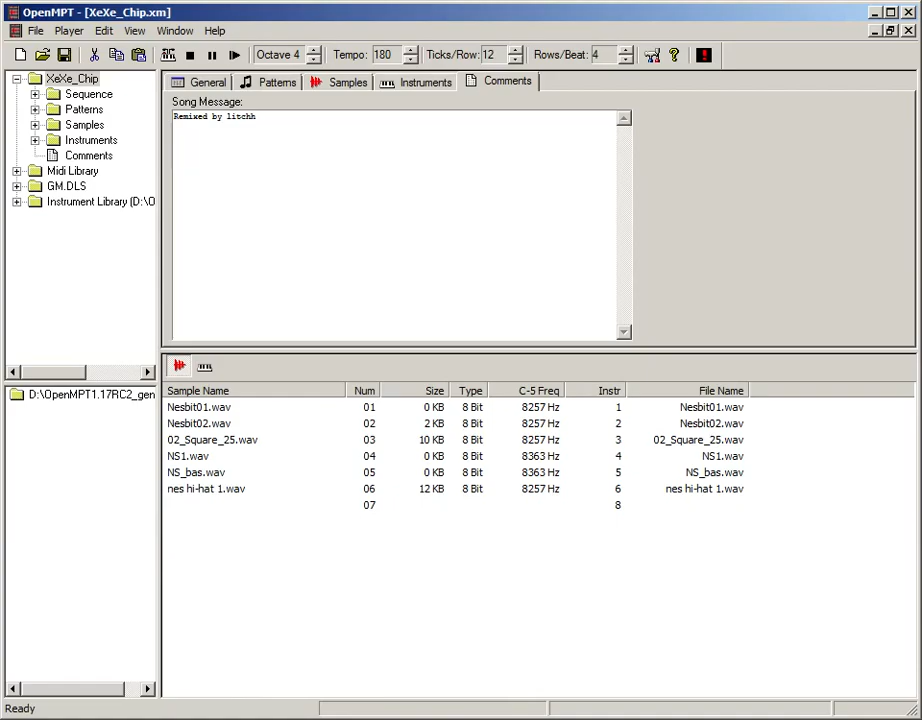 OpenMPT - [XeXe_Chip.xm]
File Player Edit View Window Help
Octave 4 Tempo: 180 Ticks/Row: 12 Rows/Beat: 4
XeXe_Chip
Sequence
Patterns
Samples
Instruments
Comments
Midi Library
GM.DLS
Instrument Library (D:\O
D:\OpenMPT1.17RC2_gen
General Patterns Samples Instruments Comments
Song Message:
Remixed by litchh
Sample Name Num Size Type C-5 Freq Instr File Name
Nesbit01.wav 01 0 KB 8 Bit 8257 Hz 1 Nesbit01.wav
Nesbit02.wav 02 2 KB 8 Bit 8257 Hz 2 Nesbit02.wav
02_Square_25.wav 03 10 KB 8 Bit 8257 Hz 3 02_Square_25.wav
NS1.wav 04 0 KB 8 Bit 8363 Hz 4 NS1.wav
NS_bas.wav 05 0 KB 8 Bit 8363 Hz 5 NS_bas.wav
nes hi-hat 1.wav 06 12 KB 8 Bit 8257 Hz 6 nes hi-hat 1.wav
07 8
Ready